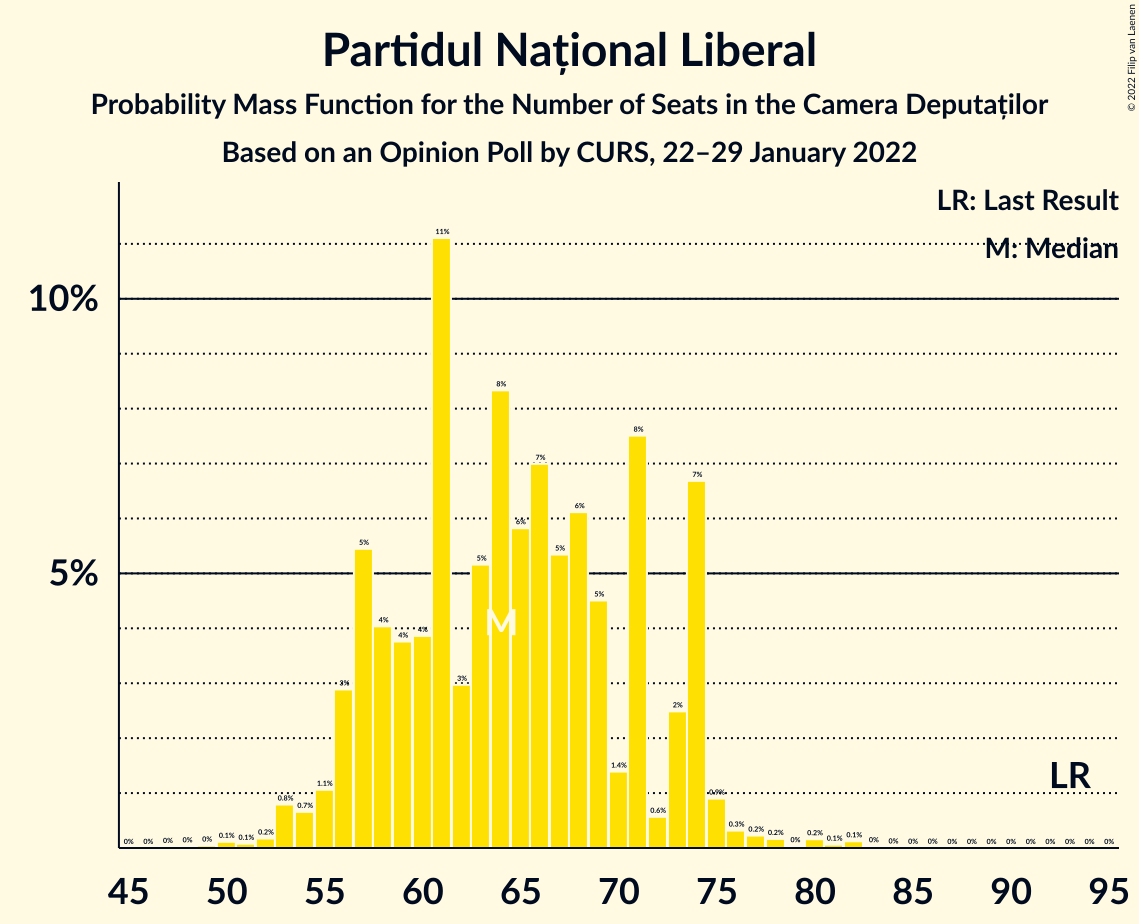 Partidul Național Liberal
Probability Mass Function for the Number of Seats in the Camera Deputaților
Based on an Opinion Poll by CURS, 22–29 January 2022
© 2022 Filip van Laenen
LR: Last Result
M: Median
10%
5%
0% 0% 0% 0% 0% 0.1% 0.1% 0.2% 0.8% 0.7% 1.1% 3% 5% 4% 4% 4% 11% 3% 5% 8% 6% 7% 5% 6% 5% 1.4% 8% 0.6% 2% 7% 0.9% 0.3% 0.2% 0.2% 0% 0.2% 0.1% 0.1% 0% 0% 0% 0% 0% 0% 0% 0% 0% 0% 0% 0% 0%
M
LR
45 50 55 60 65 70 75 80 85 90 95